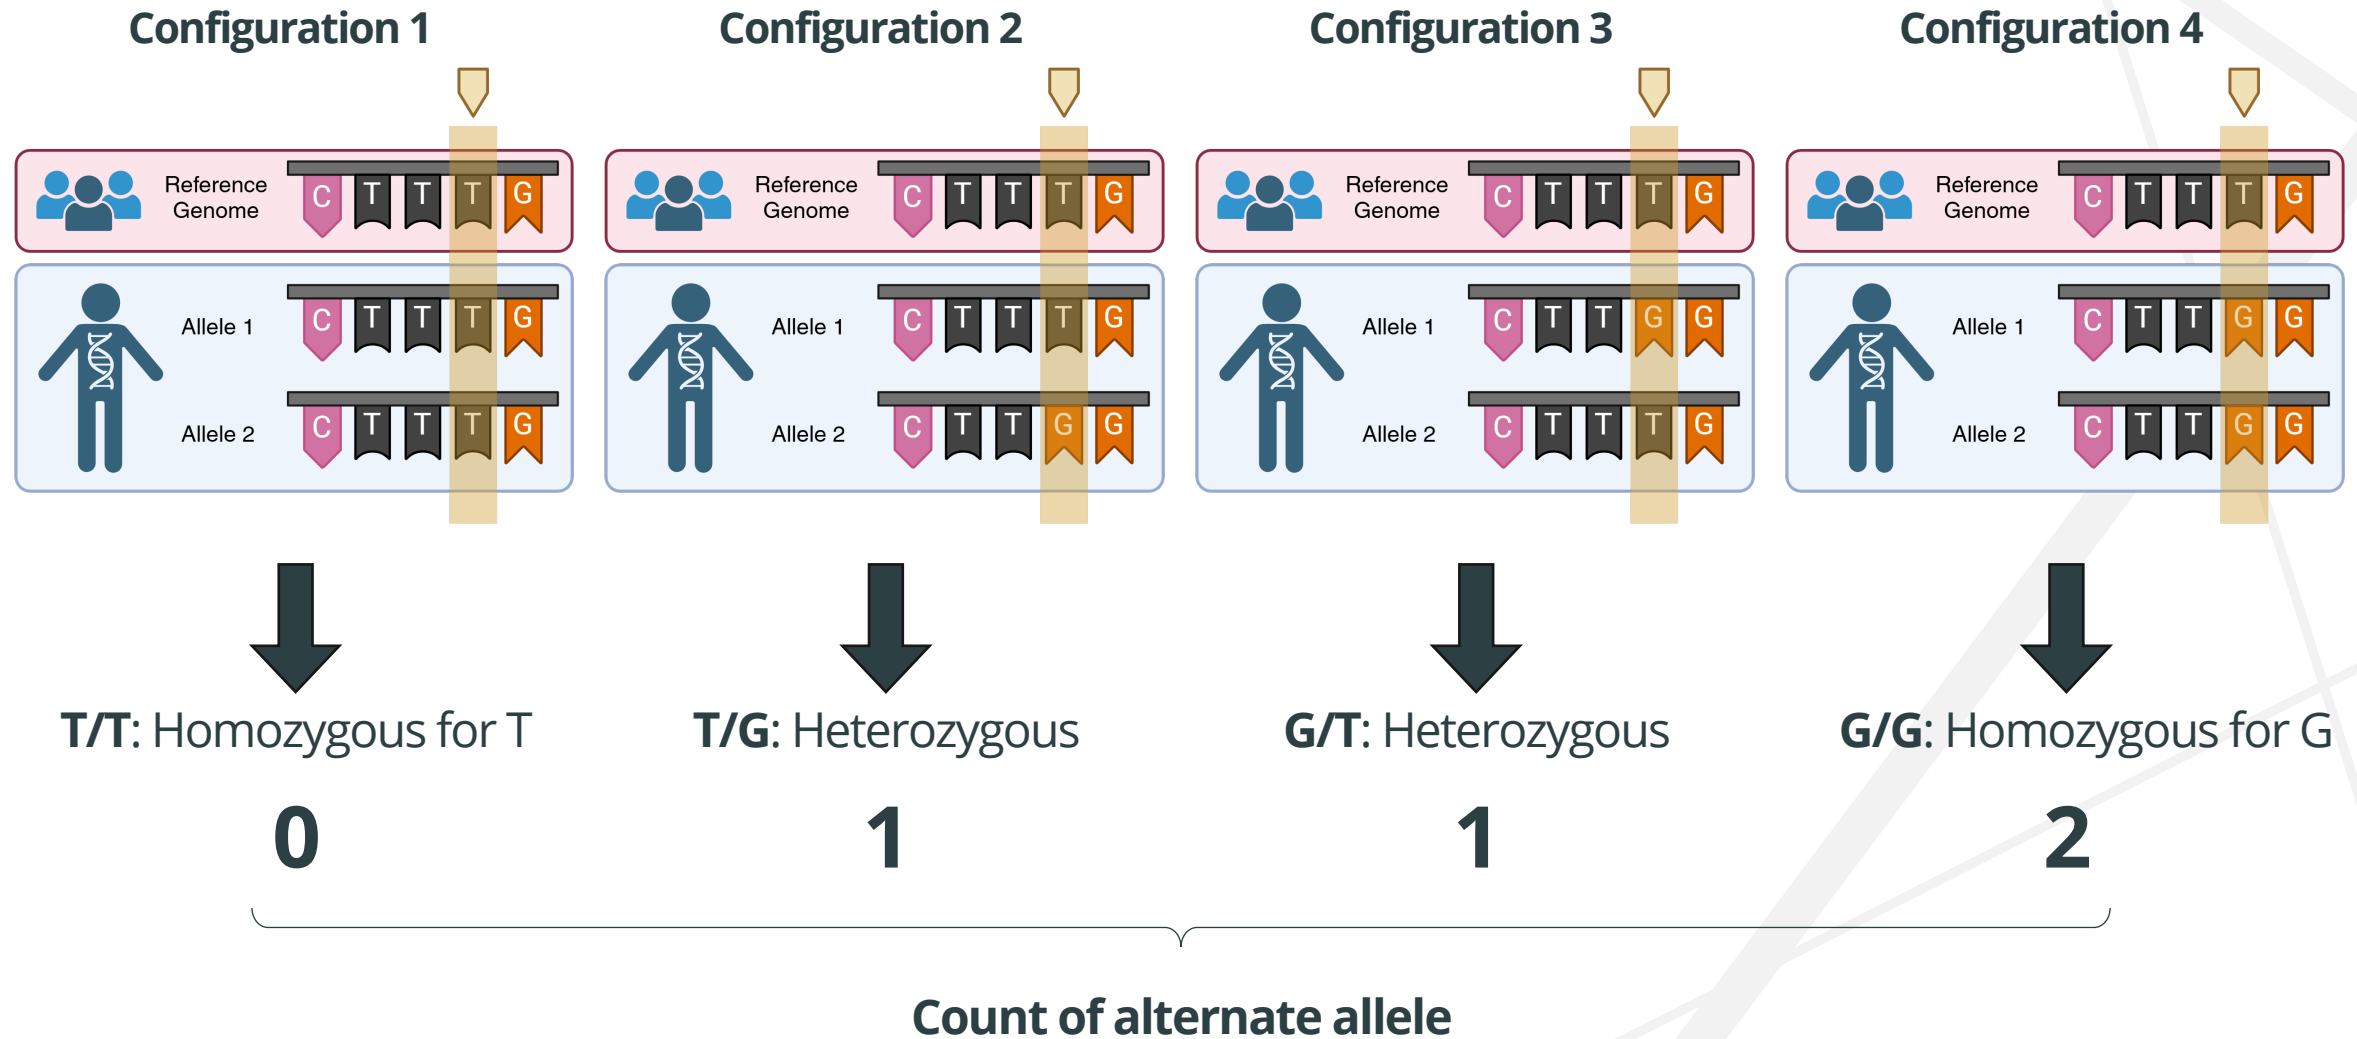 Configuration 1
Configuration 2
Configuration 3
Configuration 4
Reference
Genome
C T T T G
Allele 1
C T T T G
Allele 2
C T T T G
Reference
Genome
C T T T G
Allele 1
C T T T G
Allele 2
C T T G G
Reference
Genome
C T T T G
Allele 1
C T T G G
Allele 2
C T T T G
Reference
Genome
C T T T G
Allele 1
C T T G G
Allele 2
C T T G G
T/T: Homozygous for T
T/G: Heterozygous
G/T: Heterozygous
G/G: Homozygous for G
0
1
1
2
Count of alternate allele